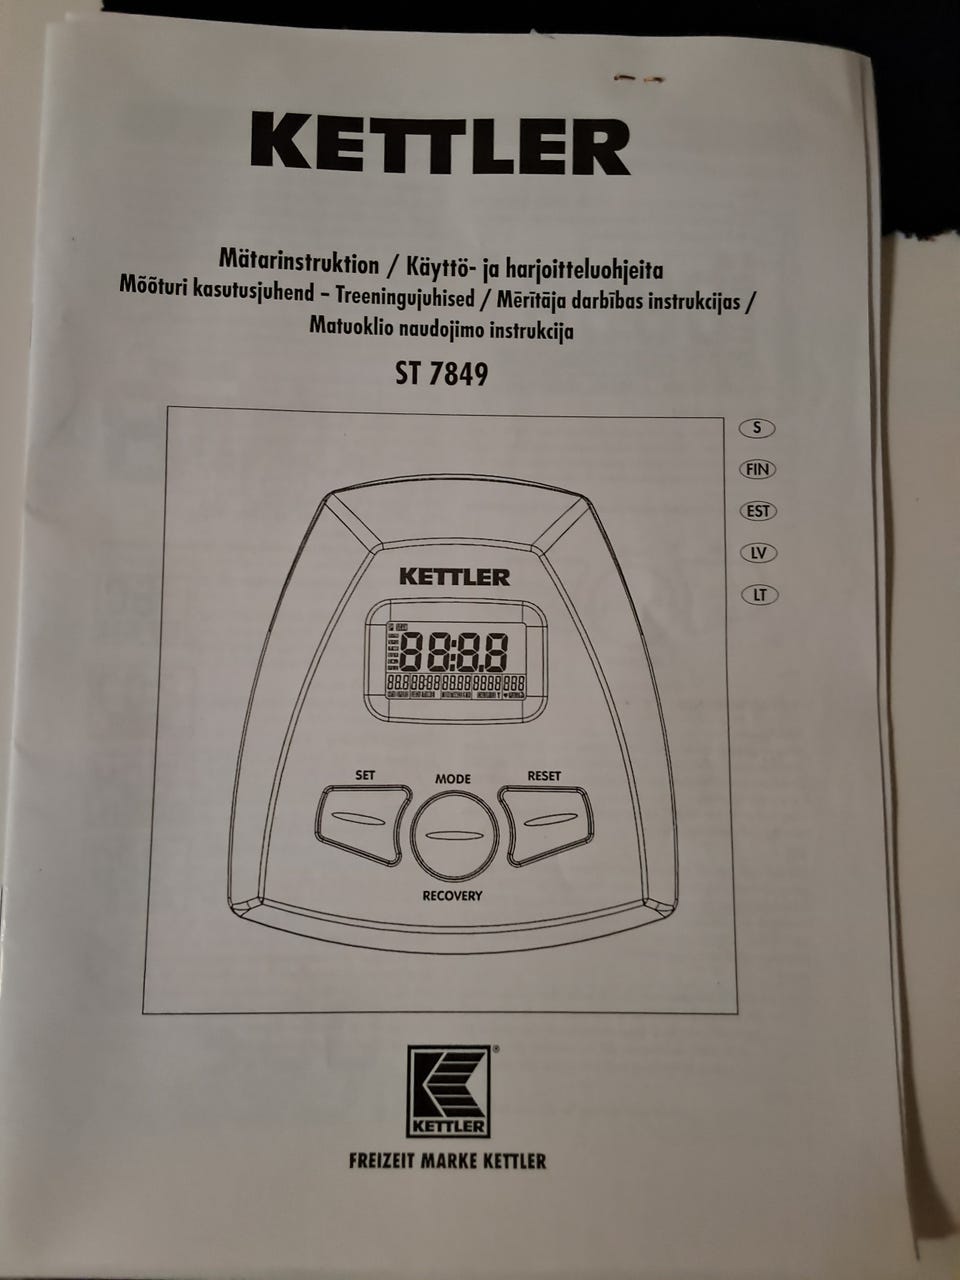 KETTLER
Mätarinstruktion / Käyttö- ja harjoitteluohjeita
Mõõturi kasutusjuhend – Treeningujuhised / Mērītāja darbības instrukcijas /
Matuoklio naudojimo instrukcija
ST 7849
S
FIN
EST
LV
LT
KETTLER
88:8.8
SET
MODE
RESET
RECOVERY
KETTLER
®
FREIZEIT MARKE KETTLER